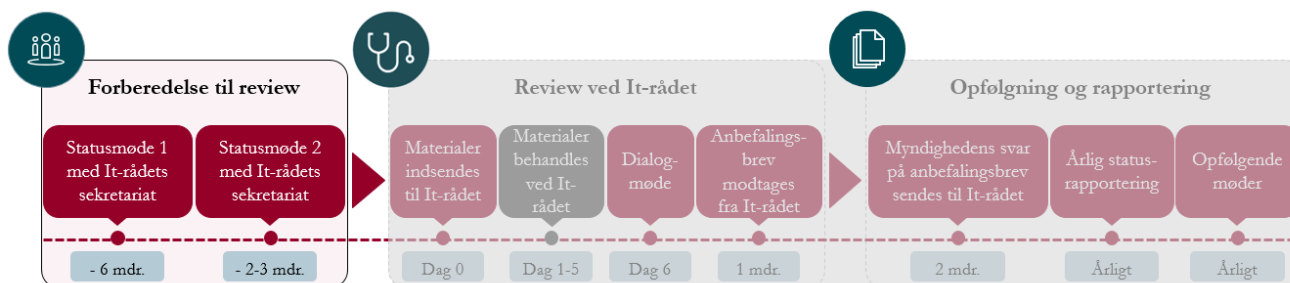 Forberedelse til review
Statusmøde 1
med It-rådets
sekretariat
Statusmøde 2
med It-rådets
sekretariat
- 6 mdr.
- 2-3 mdr.
Review ved It-rådet
Materialer
indsendes
til It-rådet
Materialer
behandles
ved It-
rådet
Dialog-
møde
Anbefalings-
brev
modtages
fra It-rådet
Dag 0
Dag 1-5
Dag 6
1 mdr.
Opfølgning og rapportering
Myndighedens svar
på anbefalingsbrev
sendes til It-rådet
Årlig status-
rapportering
Opfølgende
møder
2 mdr.
Årligt
Årligt